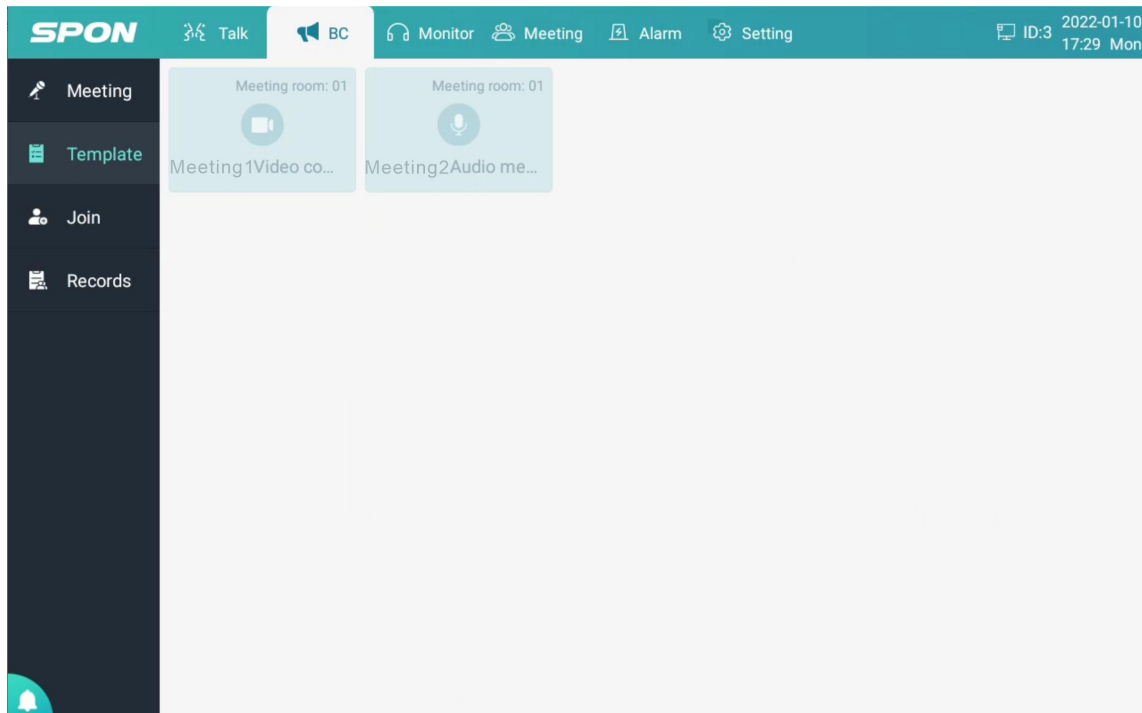 SPON
Talk
BC
Monitor
Meeting
Alarm
Setting
ID:3
2022-01-10
17:29 Mon
Meeting
Template
Join
Records
Meeting room: 01
Meeting1Video co...
Meeting room: 01
Meeting2Audio me...